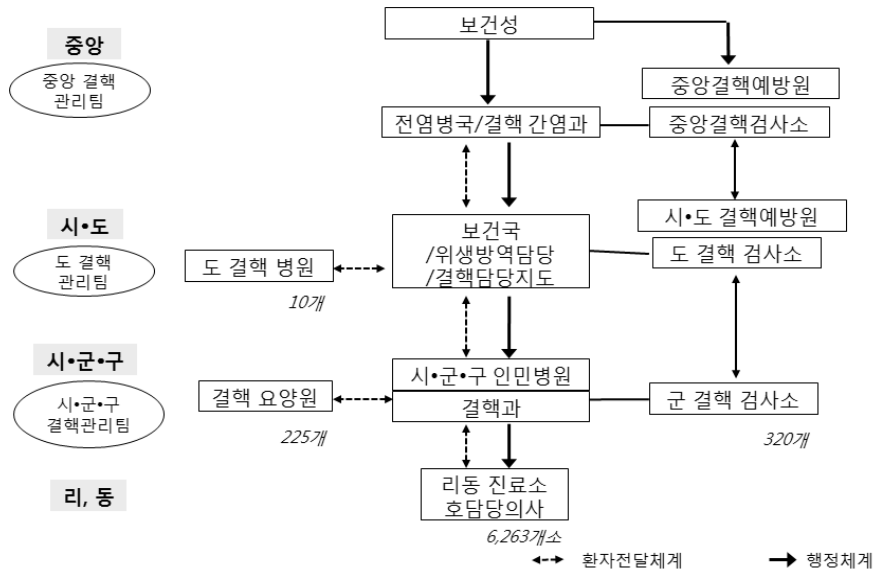 보건성
중앙
중앙 결핵
관리팀
중앙결핵예방원
전염병국/결핵 간염과
중앙결핵검사소
시•도
시•도 결핵예방원
보건국
/위생방역담당
/결핵담당지도
도 결핵
관리팀
도 결핵 병원
도 결핵 검사소
10개
시•군•구
시•군•구 인민병원
시•군•구
결핵관리팀
결핵 요양원
결핵과
군 결핵 검사소
225개
320개
리, 동
리동 진료소
호담당의사
6,263개소
환자전달체계
행정체계